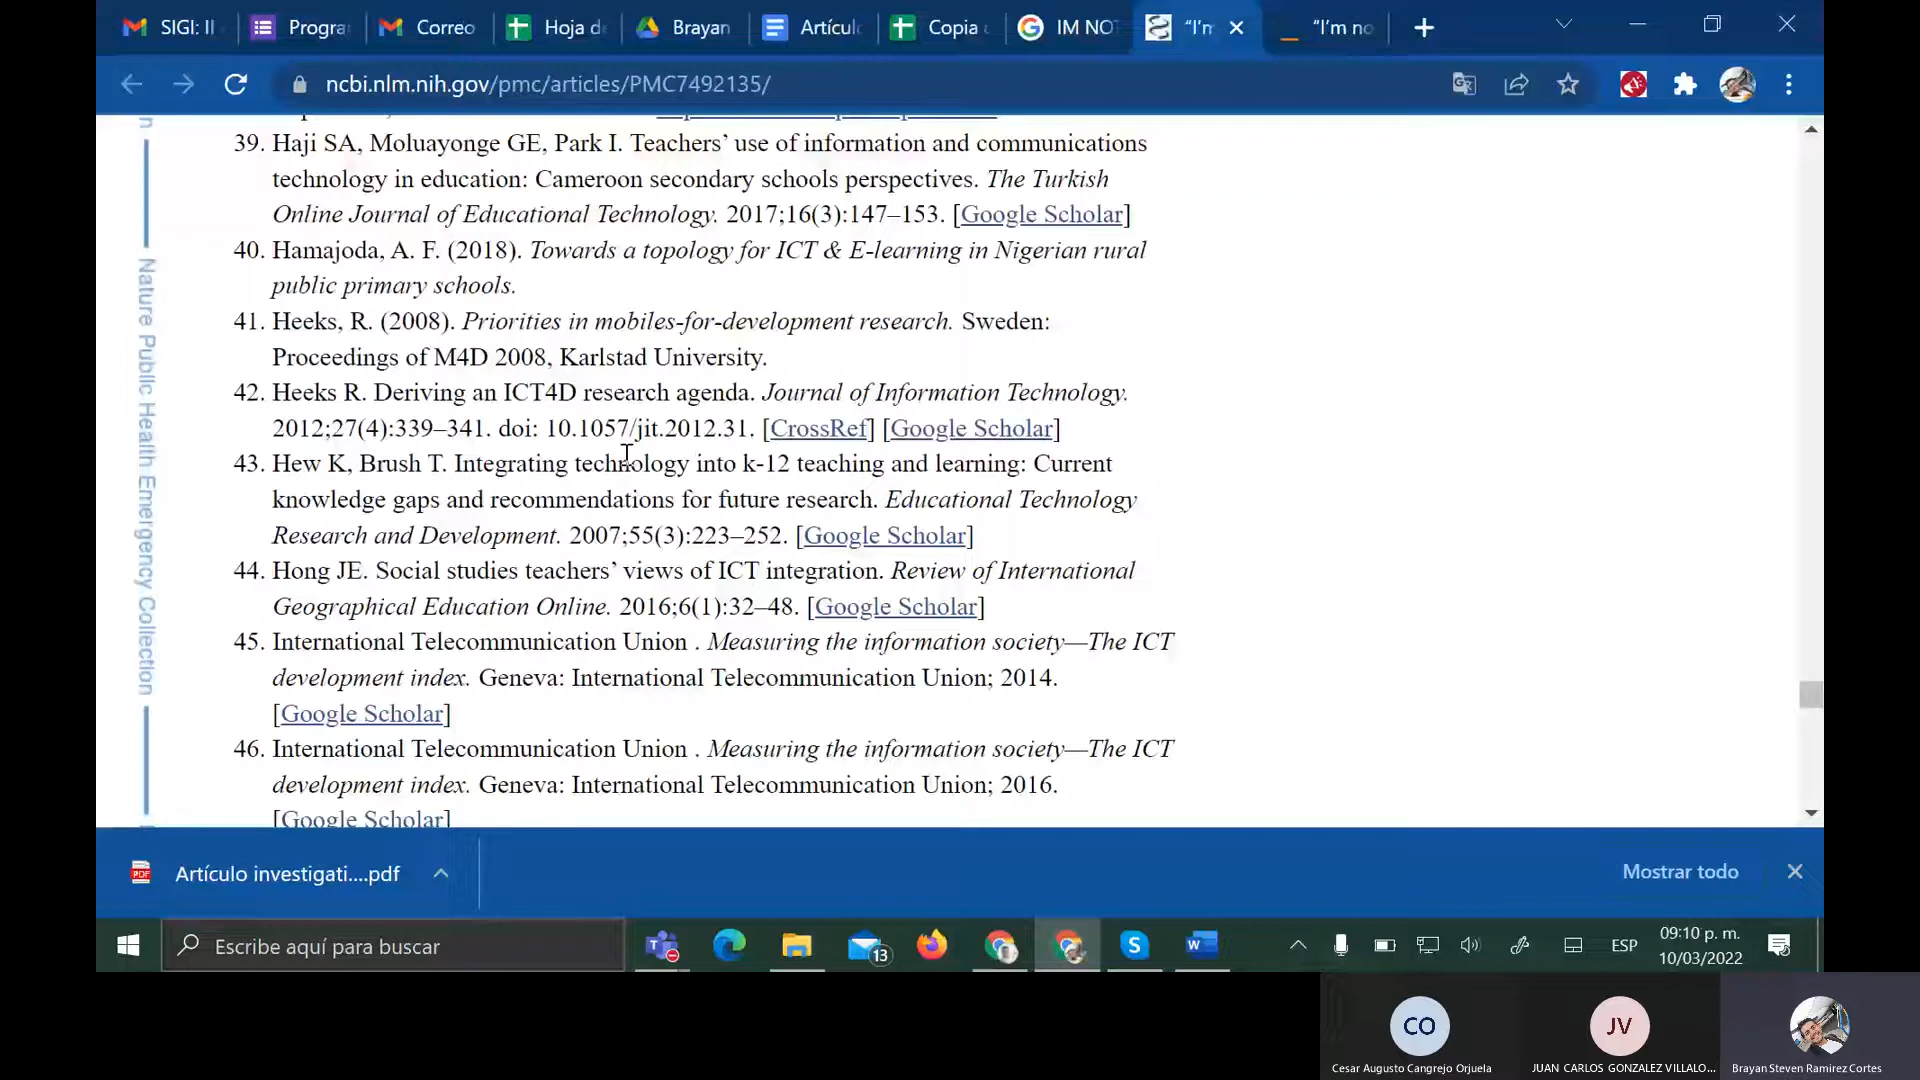 SIGI: II
Progra
Correo
Hoja de
Brayan
Artícul
Copia
IM NO
“I’m
“I’m no
ncbi.nlm.nih.gov/pmc/articles/PMC7492135/
Nature Public Health Emergency Collection
39. Haji SA, Moluayonge GE, Park I. Teachers’ use of information and communications
technology in education: Cameroon secondary schools perspectives. The Turkish
Online Journal of Educational Technology. 2017;16(3):147–153. [Google Scholar]
40. Hamajoda, A. F. (2018). Towards a topology for ICT & E-learning in Nigerian rural
public primary schools.
41. Heeks, R. (2008). Priorities in mobiles-for-development research. Sweden:
Proceedings of M4D 2008, Karlstad University.
42. Heeks R. Deriving an ICT4D research agenda. Journal of Information Technology.
2012;27(4):339–341. doi: 10.1057/jit.2012.31. [CrossRef] [Google Scholar]
43. Hew K, Brush T. Integrating technology into k-12 teaching and learning: Current
knowledge gaps and recommendations for future research. Educational Technology
Research and Development. 2007;55(3):223–252. [Google Scholar]
44. Hong JE. Social studies teachers’ views of ICT integration. Review of International
Geographical Education Online. 2016;6(1):32–48. [Google Scholar]
45. International Telecommunication Union . Measuring the information society—The ICT
development index. Geneva: International Telecommunication Union; 2014.
[Google Scholar]
46. International Telecommunication Union . Measuring the information society—The ICT
development index. Geneva: International Telecommunication Union; 2016.
[Google Scholar]
PDF
Artículo investigati....pdf
Mostrar todo
Escribe aquí para buscar
13
ESP
09:10 p. m.
10/03/2022
CO
JV
Cesar Augusto Cangrejo Orjuela
JUAN CARLOS GONZALEZ VILLALO...
Brayan Steven Ramirez Cortes